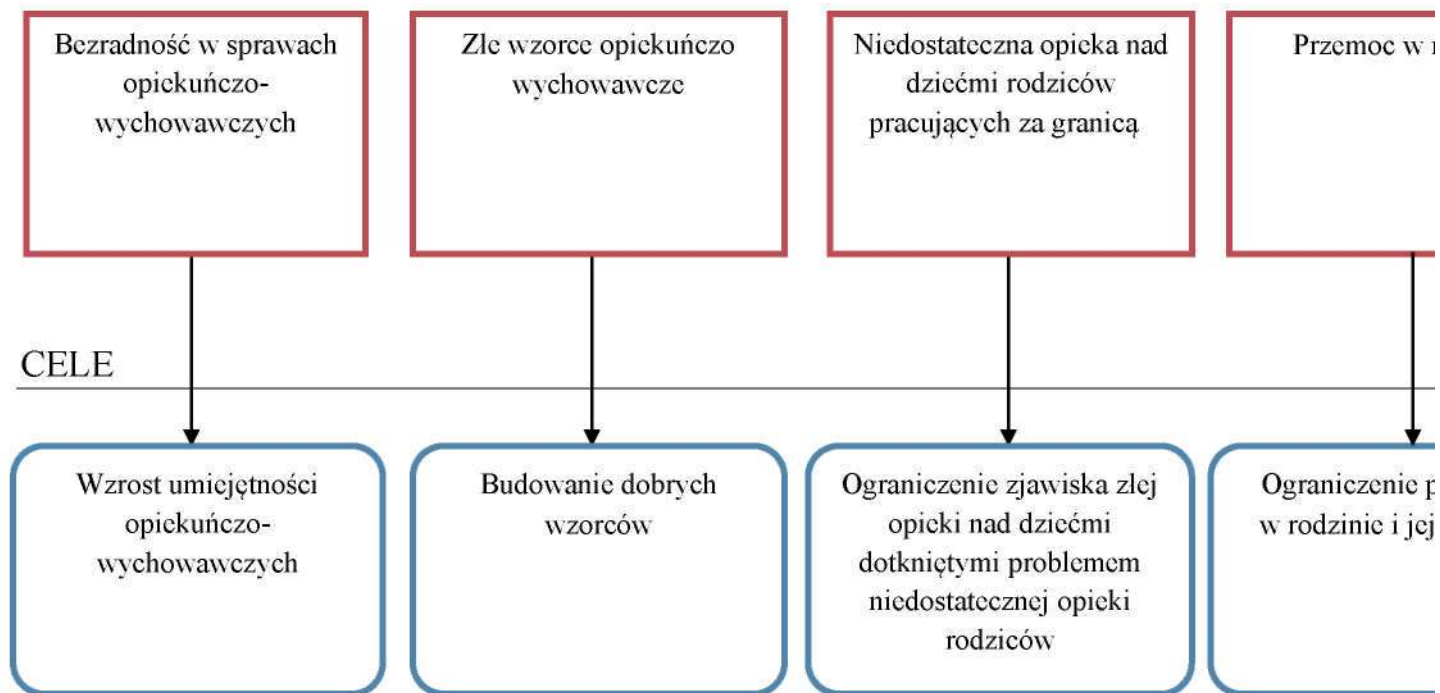 Bezradność w sprawach
opiekuńczo-
wychowawczych
Złe wzorce opiekuńczo
wychowawcze
Niedostateczna opieka nad
dziećmi rodziców
pracujących za granicą
Przemoc w
CELE
Wzrost umiejętności
opiekuńczo-
wychowawczych
Budowanie dobrych
wzorców
Ograniczenie zjawiska złej
opieki nad dziećmi
dotkniętymi problemem
niedostatecznej opieki
rodziców
Ograniczenie
w rodzinie i jej